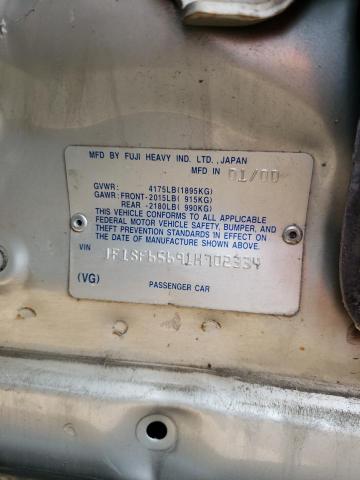 MFD BY FUJI HEAVY IND. LTD., JAPAN
MFD IN 01/00
GVWR: 4175LB(1895KG)
GAWR: FRONT-2015LB( 915KG)
REAR -2180LB( 990KG)
THIS VEHICLE CONFORMS TO ALL APPLICABLE
FEDERAL MOTOR VEHICLE SAFETY, BUMPER, AND
THEFT PREVENTION STANDARDS IN EFFECT ON
THE DATE OF MANUFACTURE SHOWN ABOVE.
VIN JF1SF65691H702334
(VG)
PASSENGER CAR